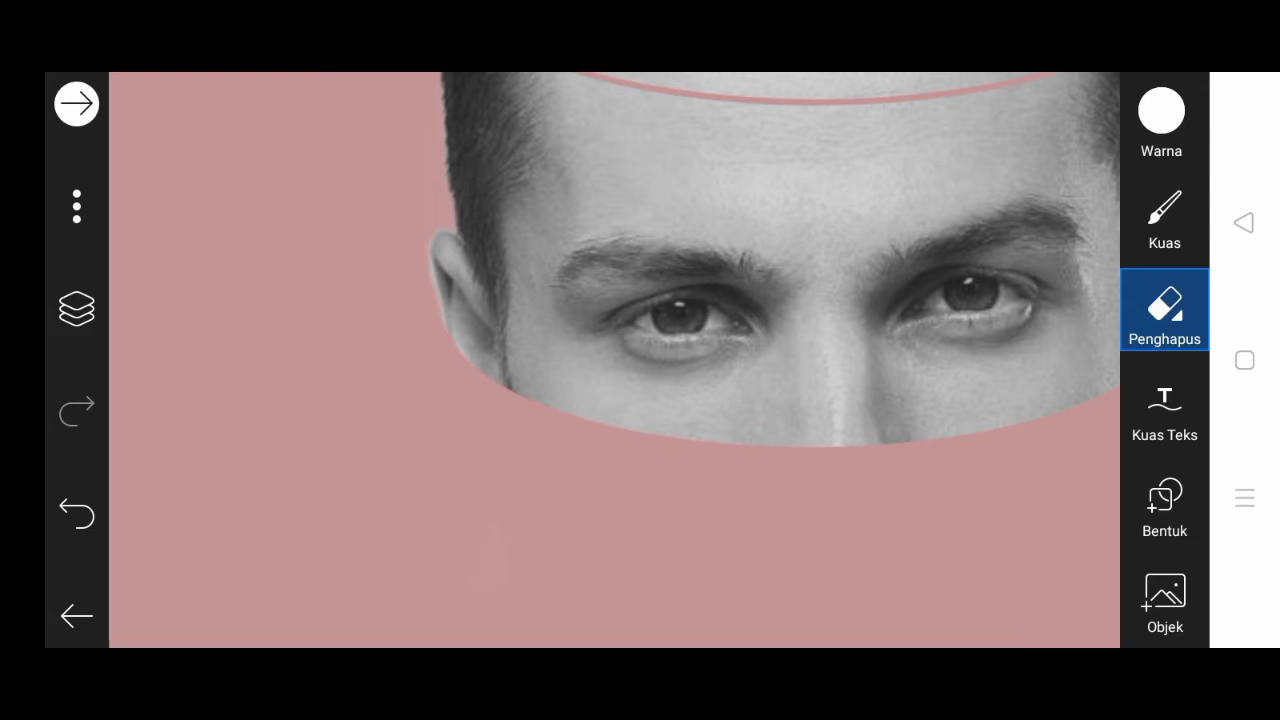 Warna
Kuas
Penghapus
T
Kuas Teks
Bentuk
Objek